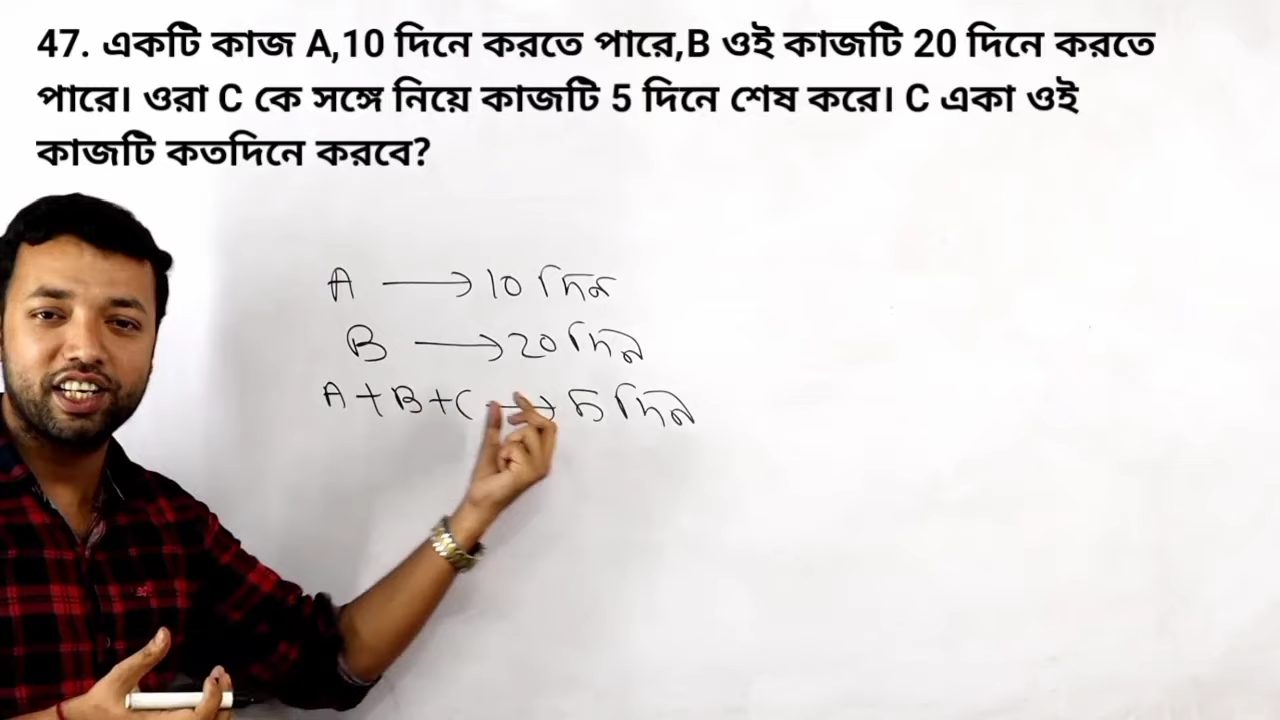 47. একটি কাজ A,10 দিনে করতে পারে,B ওই কাজটি 20 দিনে করতে
পারে। ওরা C কে সঙ্গে নিয়ে কাজটি 5 দিনে শেষ করে। C একা ওই
কাজটি কতদিনে করবে?
A → 10 দিন
B → 20 দিন
A+B+C → 5 দিন